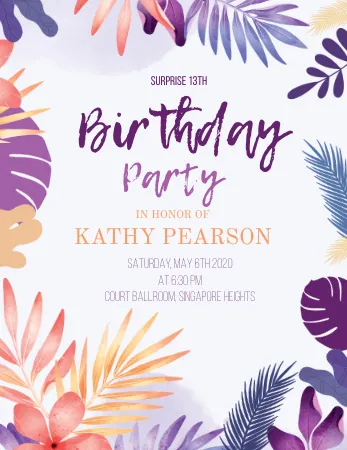 SURPRISE 13TH
Birthday
Party
IN HONOR OF
KATHY PEARSON
SATURDAY, MAY 6TH 2020
AT 6:30 PM
COURT BALLROOM, SINGAPORE HEIGHTS